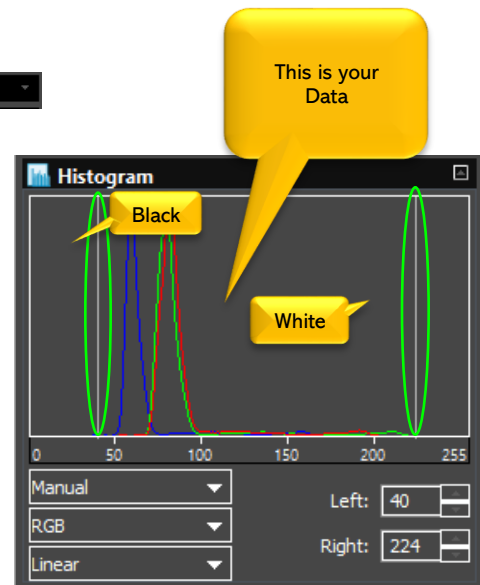 This is your
Data
Histogram
Black
White
0 50 100 150 200 255
Manual
Left: 40
RGB
Right: 224
Linear